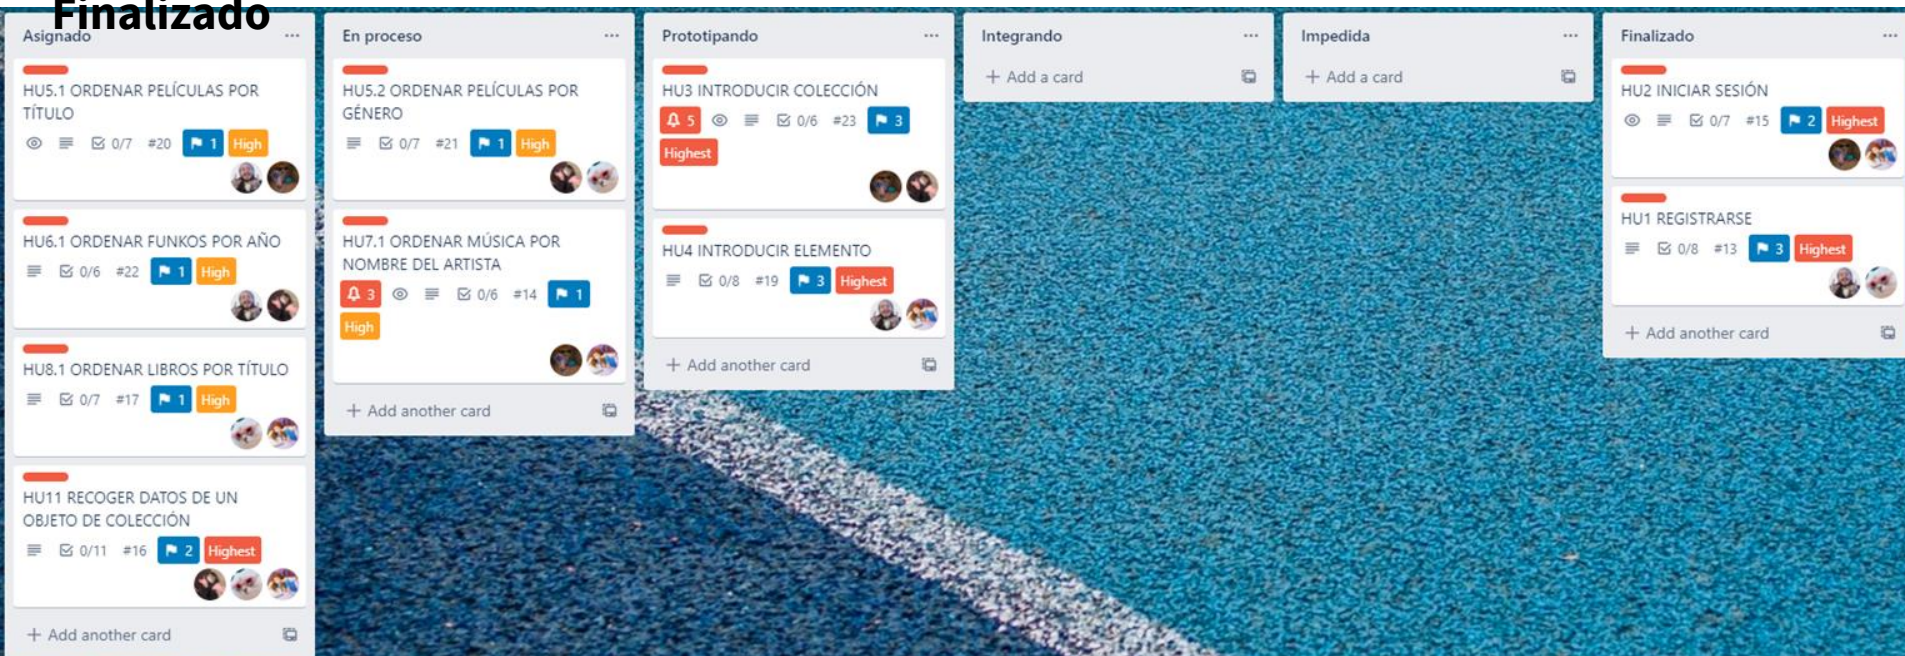 Finalizado
Asignado
HU5.1 ORDENAR PELÍCULAS POR
TÍTULO
0/7 #20 1 High
HU6.1 ORDENAR FUNKOS POR AÑO
0/6 #22 1 High
HU8.1 ORDENAR LIBROS POR TÍTULO
0/7 #17 1 High
HU11 RECOGER DATOS DE UN
OBJETO DE COLECCIÓN
0/11 #16 2 Highest
+ Add another card
En proceso
HU5.2 ORDENAR PELÍCULAS POR
GÉNERO
0/7 #21 1 High
HU7.1 ORDENAR MÚSICA POR
NOMBRE DEL ARTISTA
3 0/6 #14 1
High
+ Add another card
Prototipando
HU3 INTRODUCIR COLECCIÓN
5 0/6 #23 3
Highest
HU4 INTRODUCIR ELEMENTO
0/8 #19 3 Highest
+ Add another card
Integrando
+ Add a card
Impedida
+ Add a card
Finalizado
HU2 INICIAR SESIÓN
0/7 #15 2 Highest
HU1 REGISTRARSE
0/8 #13 3 Highest
+ Add another card